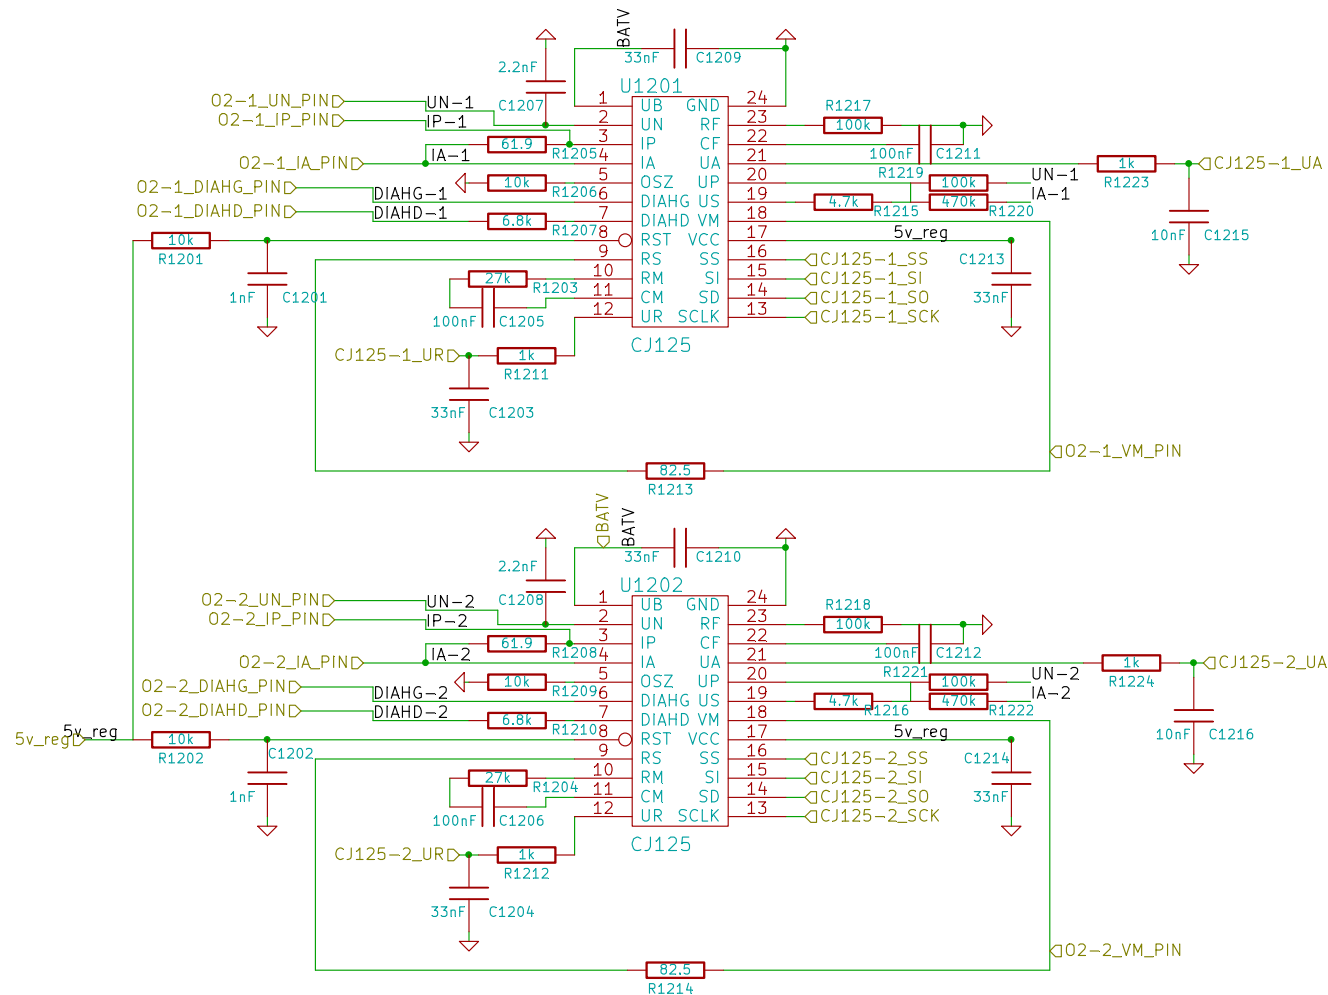 BATV
33nF C1209
2.2nF
C1207
U1201
O2-1_UN_PIN
UN-1
O2-1_IP_PIN
IP-1
61.9
R1205
O2-1_IA_PIN
IA-1
10k
R1206
O2-1_DIAHG_PIN
DIAHG-1
O2-1_DIAHD_PIN
DIAHD-1
6.8k
R1207
10k
R1201
1nF C1201
27k
R1203
100nF C1205
CJ125-1_UR
1k
R1211
33nF C1203
1 UB GND 24
2 UN RF 23
3 IP CF 22
4 IA UA 21
5 OSZ UP 20
6 DIAHG US 19
7 DIAHD VM 18
8 RST VCC 17
9 RS SS 16
10 RM SI 15
11 CM SD 14
12 UR SCLK 13
CJ125
R1217
100k
100nF C1211
R1219
100k
UN-1
IA-1
4.7k
R1215
470k
R1220
1k
R1223
CJ125-1_UA
10nF C1215
5v_reg
C1213
33nF
CJ125-1_SS
CJ125-1_SI
CJ125-1_SO
CJ125-1_SCK
O2-1_VM_PIN
82.5
R1213
BATV
BATV
33nF C1210
2.2nF
C1208
U1202
O2-2_UN_PIN
UN-2
O2-2_IP_PIN
IP-2
61.9
R1208
O2-2_IA_PIN
IA-2
10k
R1209
O2-2_DIAHG_PIN
DIAHG-2
O2-2_DIAHD_PIN
DIAHD-2
6.8k
R1210
5v_reg
5v_reg
10k
R1202
C1202
1nF
27k
R1204
100nF C1206
CJ125-2_UR
1k
R1212
33nF C1204
1 UB GND 24
2 UN RF 23
3 IP CF 22
4 IA UA 21
5 OSZ UP 20
6 DIAHG US 19
7 DIAHD VM 18
8 RST VCC 17
9 RS SS 16
10 RM SI 15
11 CM SD 14
12 UR SCLK 13
CJ125
R1218
100k
100nF C1212
R1221
100k
UN-2
IA-2
4.7k
R1216
470k
R1222
1k
R1224
CJ125-2_UA
10nF C1216
5v_reg
C1214
33nF
CJ125-2_SS
CJ125-2_SI
CJ125-2_SO
CJ125-2_SCK
O2-2_VM_PIN
82.5
R1214